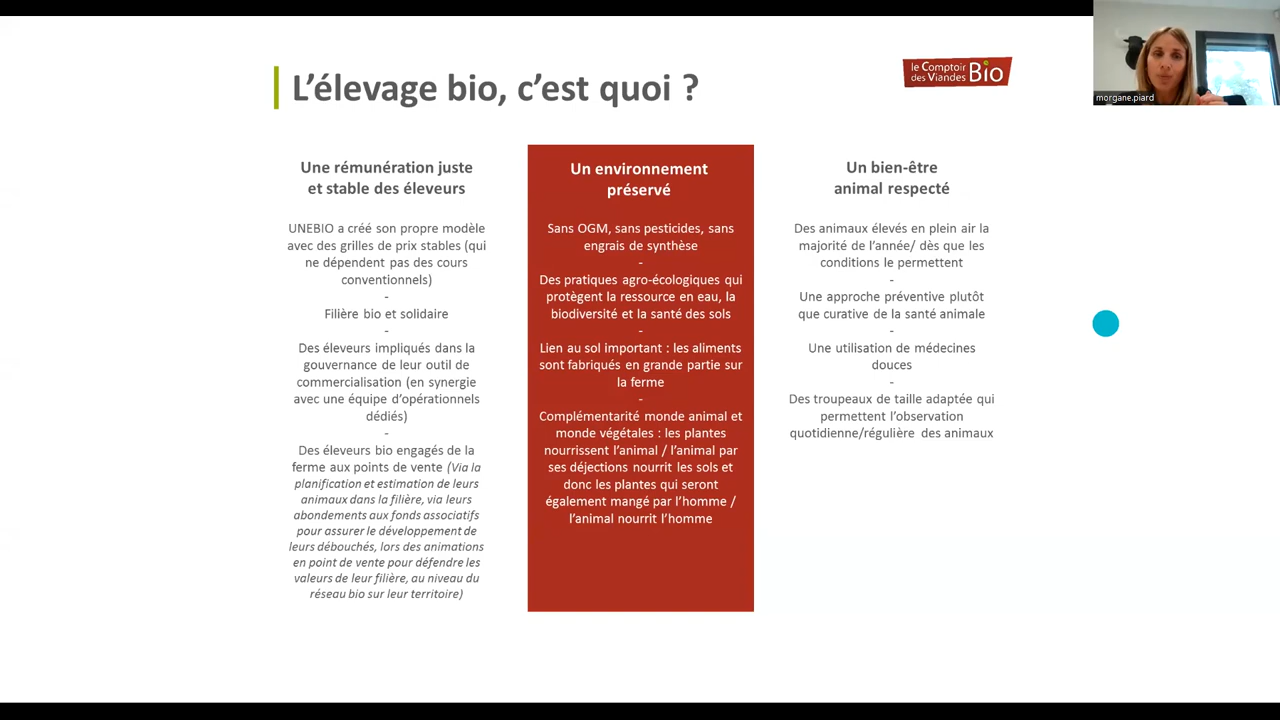 L'élevage bio, c'est quoi ?
le Comptoir
des Viandes Bio
morgane.piard
Une rémunération juste
et stable des éleveurs
UNEBIO a créé son propre modèle
avec des grilles de prix stables (qui
ne dépendent pas des cours
conventionnels)
-
Filière bio et solidaire
-
Des éleveurs impliqués dans la
gouvernance de leur outil de
commercialisation (en synergie
avec une équipe d'opérationnels
dédiés)
-
Des éleveurs bio engagés de la
ferme aux points de vente (Via la
planification et estimation de leurs
animaux dans la filière, via leurs
abondements aux fonds associatifs
pour assurer le développement de
leurs débouchés, lors des animations
en point de vente pour défendre les
valeurs de leur filière, au niveau du
réseau bio sur leur territoire)
Un environnement
préservé
Sans OGM, sans pesticides, sans
engrais de synthèse
-
Des pratiques agro-écologiques qui
protègent la ressource en eau, la
biodiversité et la santé des sols
-
Lien au sol important : les aliments
sont fabriqués en grande partie sur
la ferme
-
Complémentarité monde animal et
monde végétales : les plantes
nourrissent l'animal / l'animal par
ses déjections nourrit les sols et
donc les plantes qui seront
également mangé par l'homme /
l'animal nourrit l'homme
Un bien-être
animal respecté
Des animaux élevés en plein air la
majorité de l'année/ dès que les
conditions le permettent
-
Une approche préventive plutôt
que curative de la santé animale
-
Une utilisation de médecines
douces
-
Des troupeaux de taille adaptée qui
permettent l'observation
quotidienne/régulière des animaux